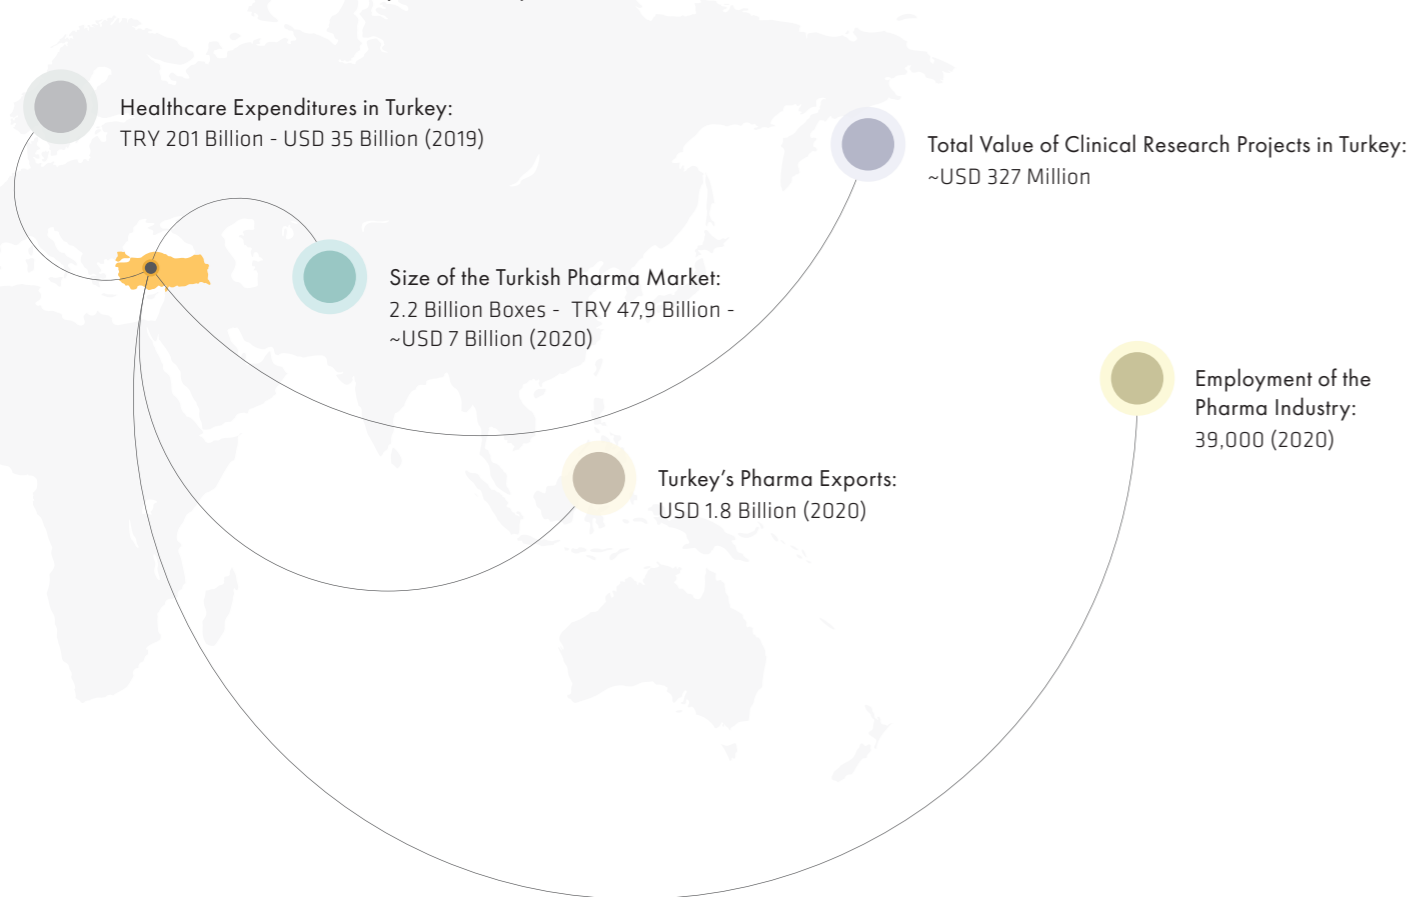 Healthcare Expenditures in Turkey:
TRY 201 Billion - USD 35 Billion (2019)
Total Value of Clinical Research Projects in Turkey:
~USD 327 Million
Size of the Turkish Pharma Market:
2.2 Billion Boxes - TRY 47,9 Billion -
~USD 7 Billion (2020)
Employment of the
Pharma Industry:
39,000 (2020)
Turkey's Pharma Exports:
USD 1.8 Billion (2020)